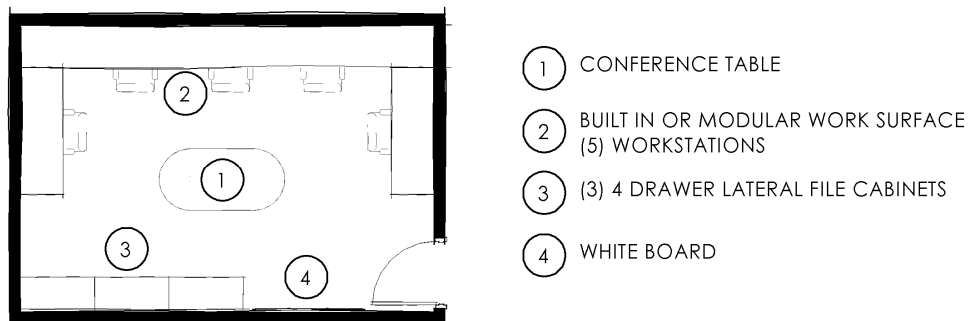 2
1
3
4
1 CONFERENCE TABLE
2 BUILT IN OR MODULAR WORK SURFACE
(5) WORKSTATIONS
3 (3) 4 DRAWER LATERAL FILE CABINETS
4 WHITE BOARD